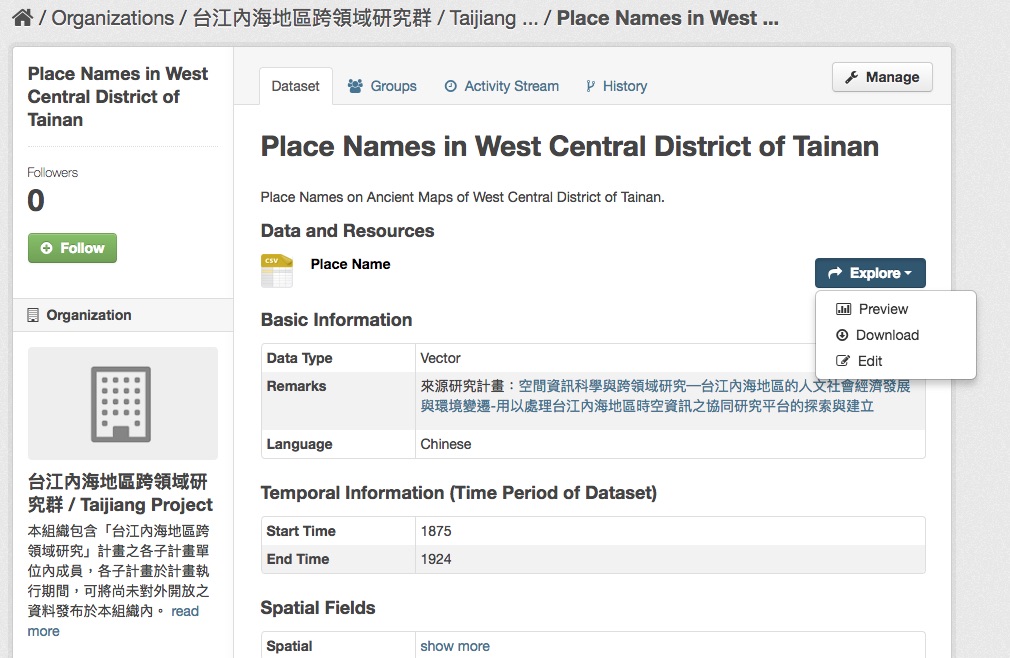 / Organizations / 台江內海地區跨領域研究群 / Taijiang ... / Place Names in West ...
Place Names in West
Central District of
Tainan
Followers
0
Follow
Organization
台江內海地區跨領域研
究群 / Taijiang Project
本組織包含「台江內海地區跨
領域研究」計畫之各子計畫單
位內成員，各子計畫於計畫執
行期間，可將尚未對外開放之
資料發布於本組織內。 read
more
Dataset
Groups
Activity Stream
History
Manage
Place Names in West Central District of Tainan
Place Names on Ancient Maps of West Central District of Tainan.
Data and Resources
CSV
Place Name
Explore
Preview
Download
Edit
Basic Information
Data Type Vector
Remarks 來源研究計畫：空間資訊科學與跨領域研究—台江內海地區的人文社會經濟發展
與環境變遷-用以處理台江內海地區時空資訊之協同研究平台的探索與建立
Language Chinese
Temporal Information (Time Period of Dataset)
Start Time 1875
End Time 1924
Spatial Fields
Spatial show more